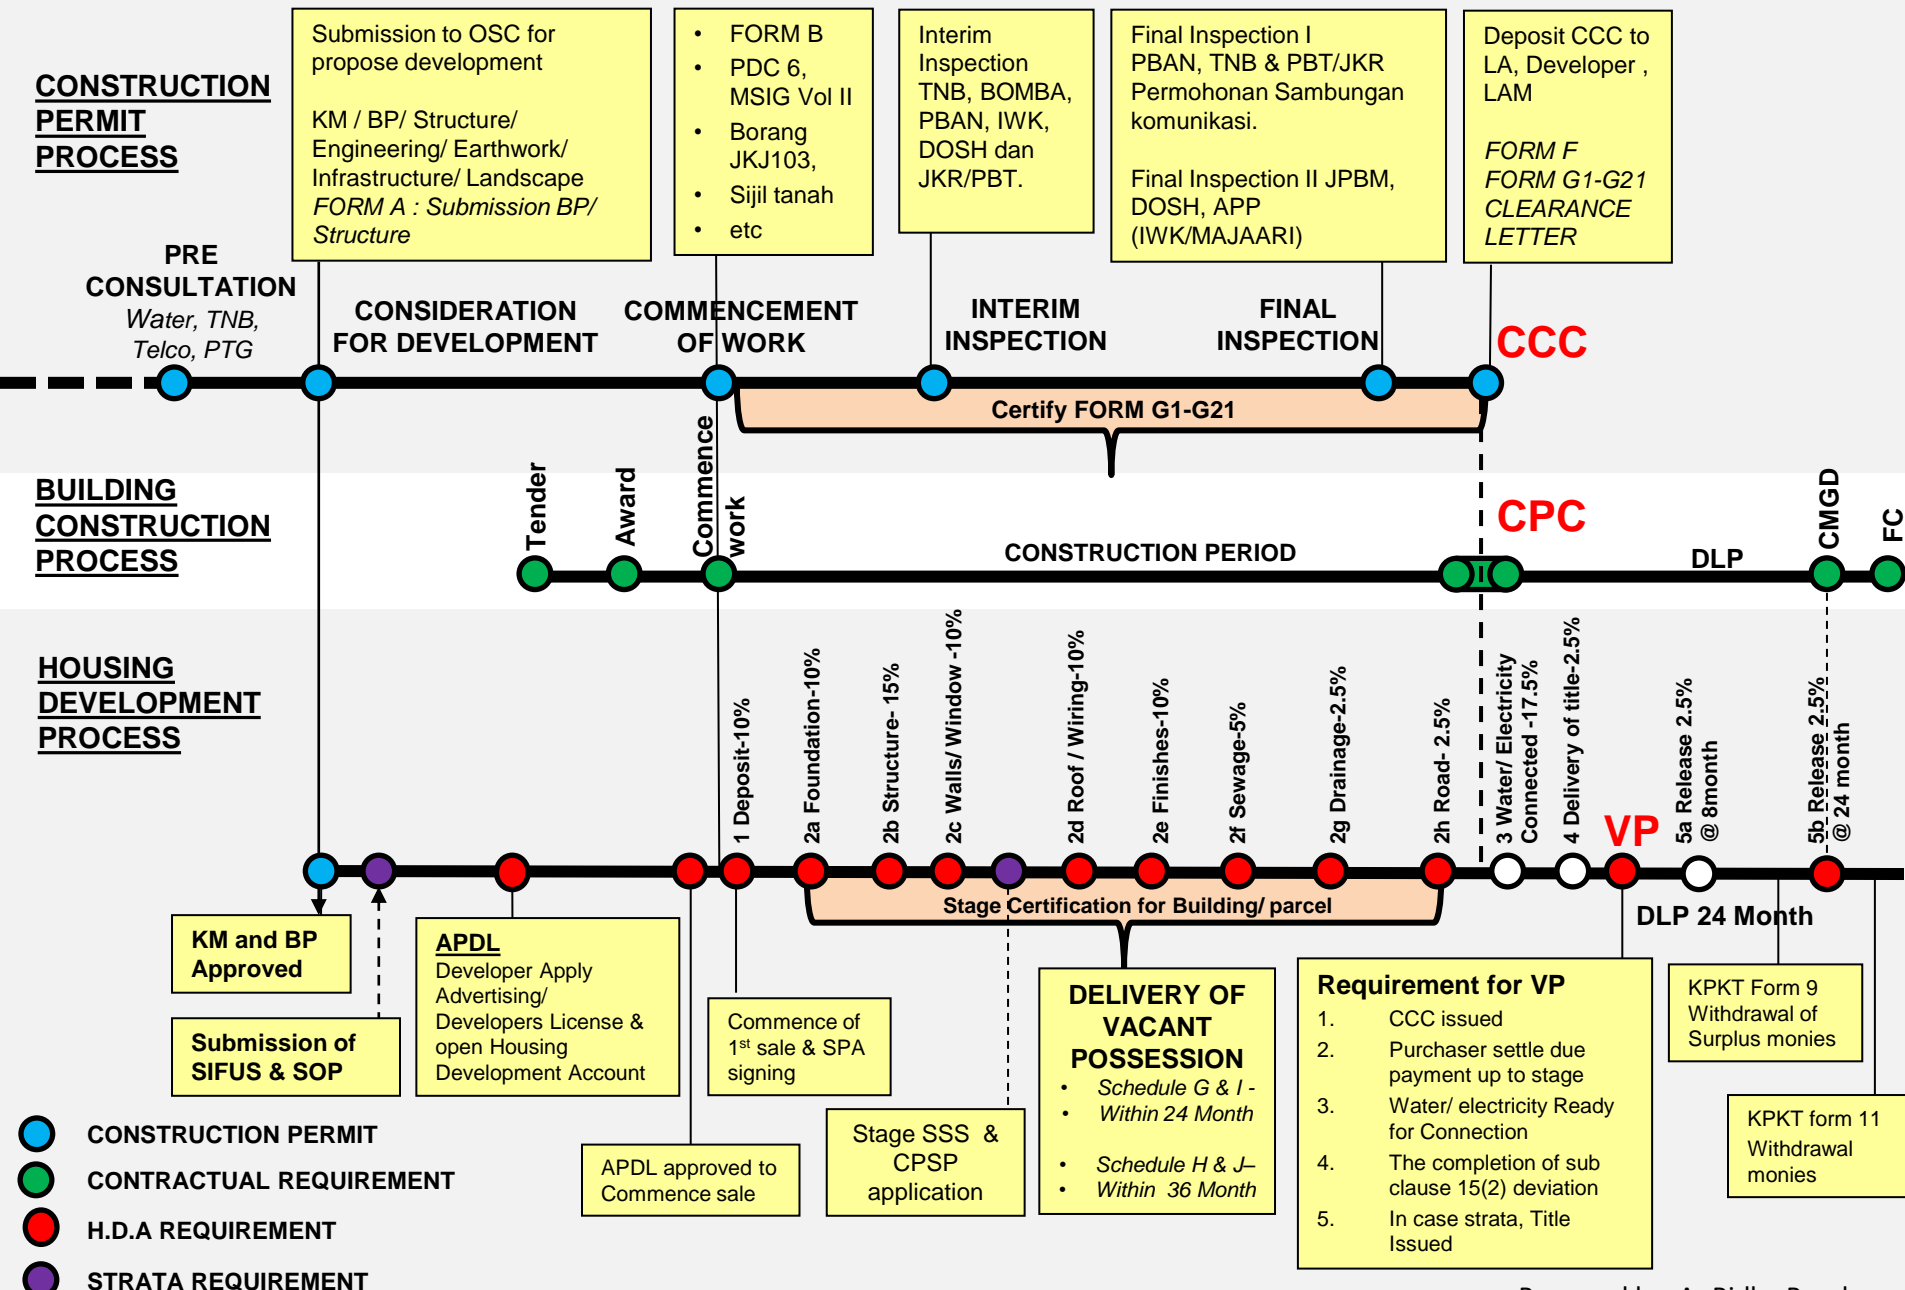 CONSTRUCTION
PERMIT
PROCESS
Submission to OSC for
propose development
KM / BP/ Structure/
Engineering/ Earthwork/
Infrastructure/ Landscape
FORM A : Submission BP/
Structure
• FORM B
• PDC 6,
MSIG Vol II
• Borang
JKJ103,
• Sijil tanah
• etc
Interim
Inspection
TNB, BOMBA,
PBAN, IWK,
DOSH dan
JKR/PBT.
Final Inspection I
PBAN, TNB & PBT/JKR
Permohonan Sambungan
komunikasi.
Final Inspection II JPBM,
DOSH, APP
(IWK/MAJAARI)
Deposit CCC to
LA, Developer ,
LAM
FORM F
FORM G1-G21
CLEARANCE
LETTER
PRE
CONSULTATION
Water, TNB,
Telco, PTG
CONSIDERATION
FOR DEVELOPMENT
COMMENCEMENT
OF WORK
INTERIM
INSPECTION
FINAL
INSPECTION
CCC
Certify FORM G1-G21
BUILDING
CONSTRUCTION
PROCESS
Tender
Award
Commence
work
CONSTRUCTION PERIOD
CPC
DLP
CMGD
FC
HOUSING
DEVELOPMENT
PROCESS
1 Deposit-10%
2a Foundation-10%
2b Structure- 15%
2c Walls/ Window -10%
2d Roof / Wiring-10%
2e Finishes-10%
2f Sewage-5%
2g Drainage-2.5%
2h Road- 2.5%
3 Water/ Electricity
Connected -17.5%
4 Delivery of title-2.5%
VP
5a Release 2.5%
@ 8month
5b Release 2.5%
@ 24 month
Stage Certification for Building/ parcel
DLP 24 Month
KM and BP
Approved
Submission of
SIFUS & SOP
APDL
Developer Apply
Advertising/
Developers License &
open Housing
Development Account
APDL approved to
Commence sale
Commence of
1st sale & SPA
signing
Stage SSS &
CPSP
application
DELIVERY OF
VACANT
POSSESSION
• Schedule G & I -
• Within 24 Month
• Schedule H & J–
• Within 36 Month
Requirement for VP
1. CCC issued
2. Purchaser settle due
payment up to stage
3. Water/ electricity Ready
for Connection
4. The completion of sub
clause 15(2) deviation
5. In case strata, Title
Issued
KPKT Form 9
Withdrawal of
Surplus monies
KPKT form 11
Withdrawal
monies
CONSTRUCTION PERMIT
CONTRACTUAL REQUIREMENT
H.D.A REQUIREMENT
STRATA REQUIREMENT